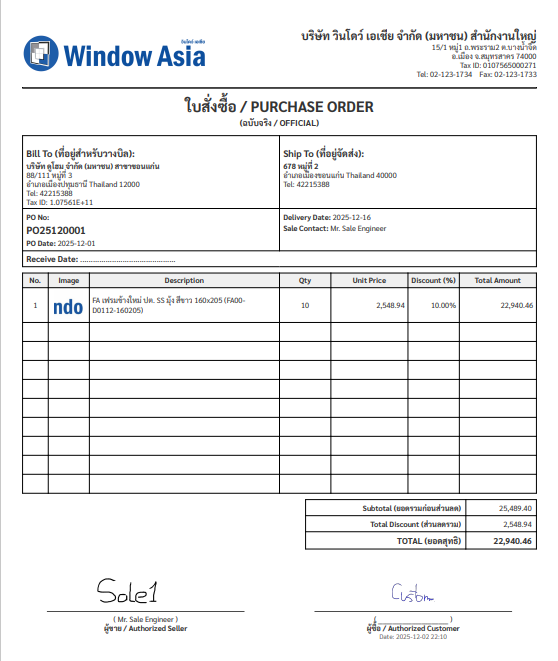 วินโดว์ เอเชีย
Window Asia
บริษัท วินโดว์ เอเชีย จำกัด (มหาชน) สำนักงานใหญ่
15/1 หมู่1 ถ.พระราม2 ต.บางน้ำจืด
อ.เมือง จ.สมุทรสาคร 74000
Tax ID: 0107565000271
Tel: 02-123-1734 Fax: 02-123-1733
ใบสั่งซื้อ / PURCHASE ORDER
(ฉบับจริง / OFFICIAL)
Bill To (ที่อยู่สำหรับวางบิล):
บริษัท ดูโฮม จำกัด (มหาชน) สาขาขอนแก่น
88/111 หมู่ที่ 3
อำเภอเมืองปทุมธานี Thailand 12000
Tel: 42215388
Tax ID: 1.07561E+11
Ship To (ที่อยู่จัดส่ง):
678 หมู่ที่ 2
อำเภอเมืองขอนแก่น Thailand 40000
Tel: 42215388
PO No:
PO25120001
PO Date: 2025-12-01
Delivery Date: 2025-12-16
Sale Contact: Mr. Sale Engineer
Receive Date: ................................................
No. Image Description Qty Unit Price Discount (%) Total Amount
1 ndo FA เฟรมข้างใหม่ ปด. SS มุ้ง สีขาว 160x205 (FA00-
D0112-160205) 10 2,548.94 10.00% 22,940.46
Subtotal (ยอดรวมก่อนส่วนลด) 25,489.40
Total Discount (ส่วนลดรวม) 2,548.94
TOTAL (ยอดสุทธิ) 22,940.46
Sale1
( Mr. Sale Engineer )
ผู้ขาย / Authorized Seller
( ____________________ )
ผู้ซื้อ / Authorized Customer
Date: 2025-12-02 22:10